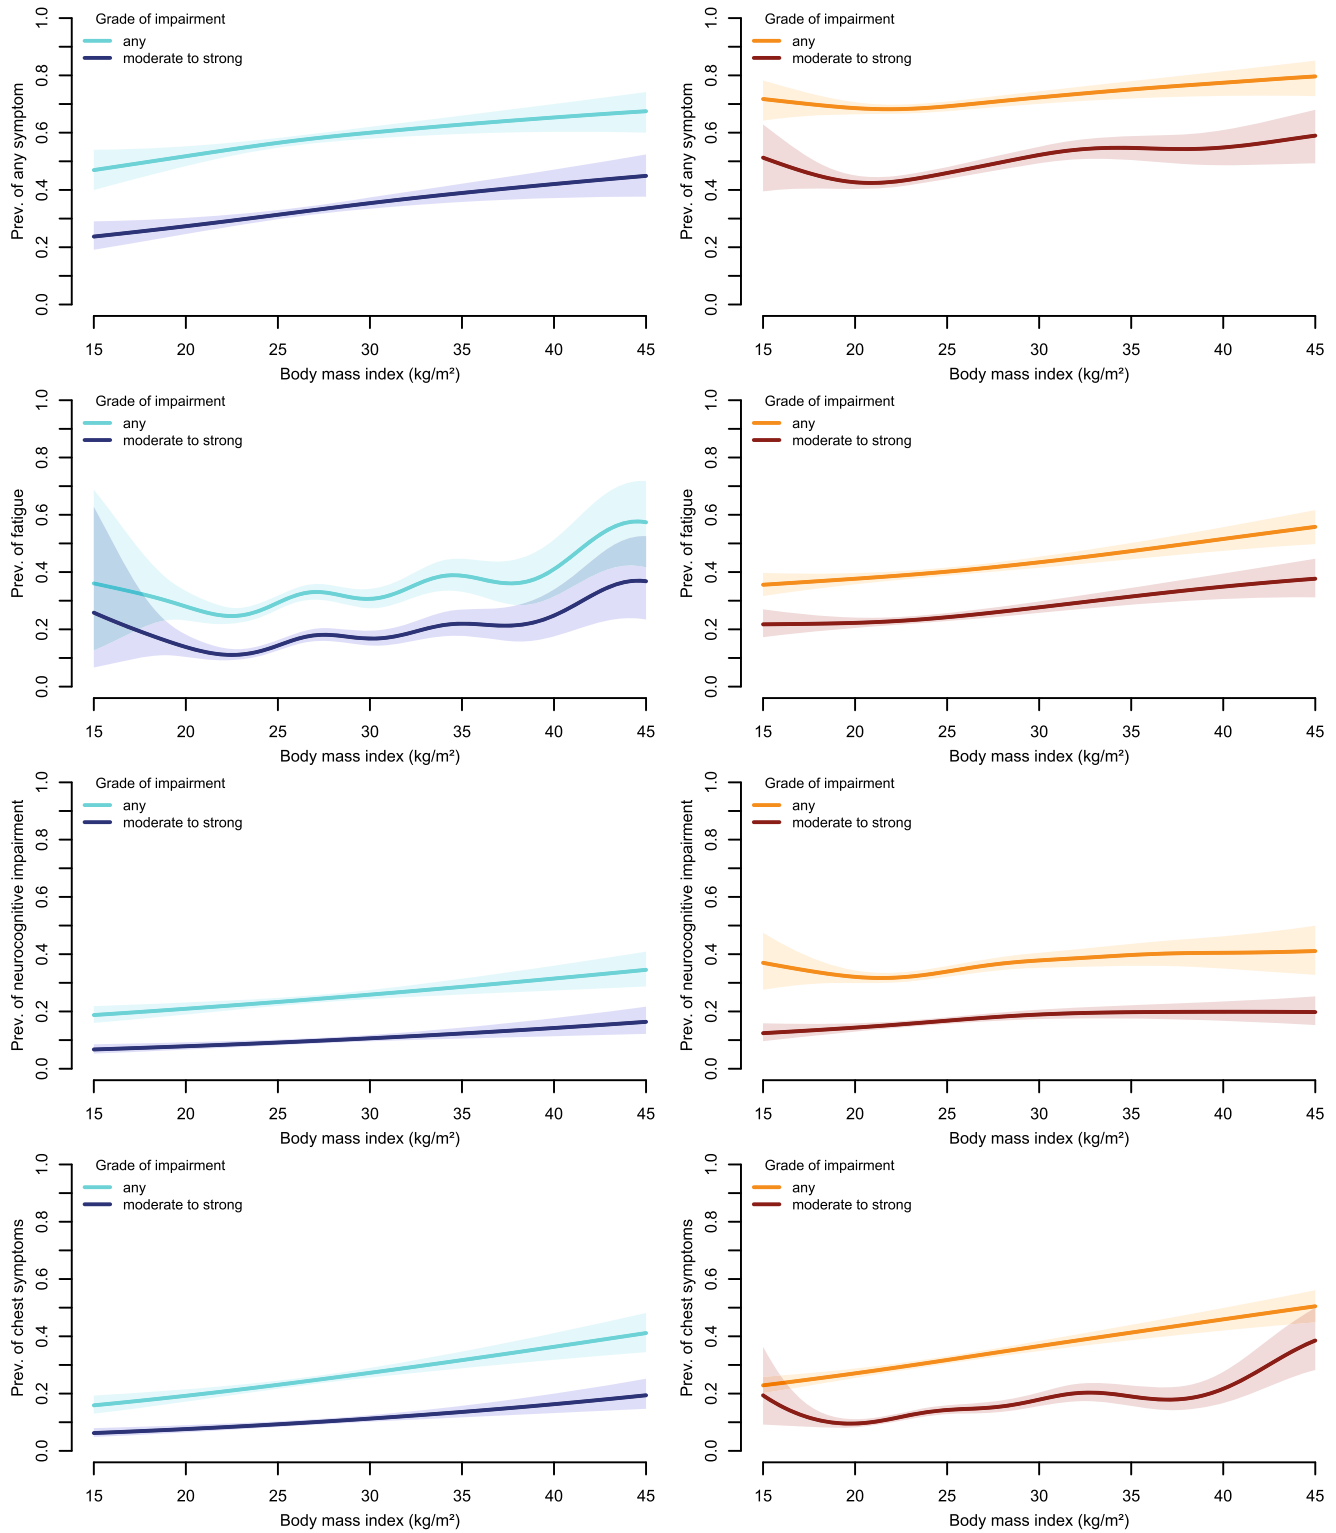 Grade of impairment
any
moderate to strong
Prev. of any symptom
0.0 0.2 0.4 0.6 0.8 1.0
15 20 25 30 35 40 45
Body mass index (kg/m²)
Grade of impairment
any
moderate to strong
Prev. of any symptom
0.0 0.2 0.4 0.6 0.8 1.0
15 20 25 30 35 40 45
Body mass index (kg/m²)
Grade of impairment
any
moderate to strong
Prev. of fatigue
0.0 0.2 0.4 0.6 0.8 1.0
15 20 25 30 35 40 45
Body mass index (kg/m²)
Grade of impairment
any
moderate to strong
Prev. of fatigue
0.0 0.2 0.4 0.6 0.8 1.0
15 20 25 30 35 40 45
Body mass index (kg/m²)
Grade of impairment
any
moderate to strong
Prev. of neurocognitive impairment
0.0 0.2 0.4 0.6 0.8 1.0
15 20 25 30 35 40 45
Body mass index (kg/m²)
Grade of impairment
any
moderate to strong
Prev. of neurocognitive impairment
0.0 0.2 0.4 0.6 0.8 1.0
15 20 25 30 35 40 45
Body mass index (kg/m²)
Grade of impairment
any
moderate to strong
Prev. of chest symptoms
0.0 0.2 0.4 0.6 0.8 1.0
15 20 25 30 35 40 45
Body mass index (kg/m²)
Grade of impairment
any
moderate to strong
Prev. of chest symptoms
0.0 0.2 0.4 0.6 0.8 1.0
15 20 25 30 35 40 45
Body mass index (kg/m²)